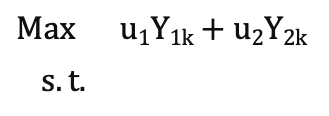 Max u₁Y₁ₖ + u₂Y₂ₖ
s. t.